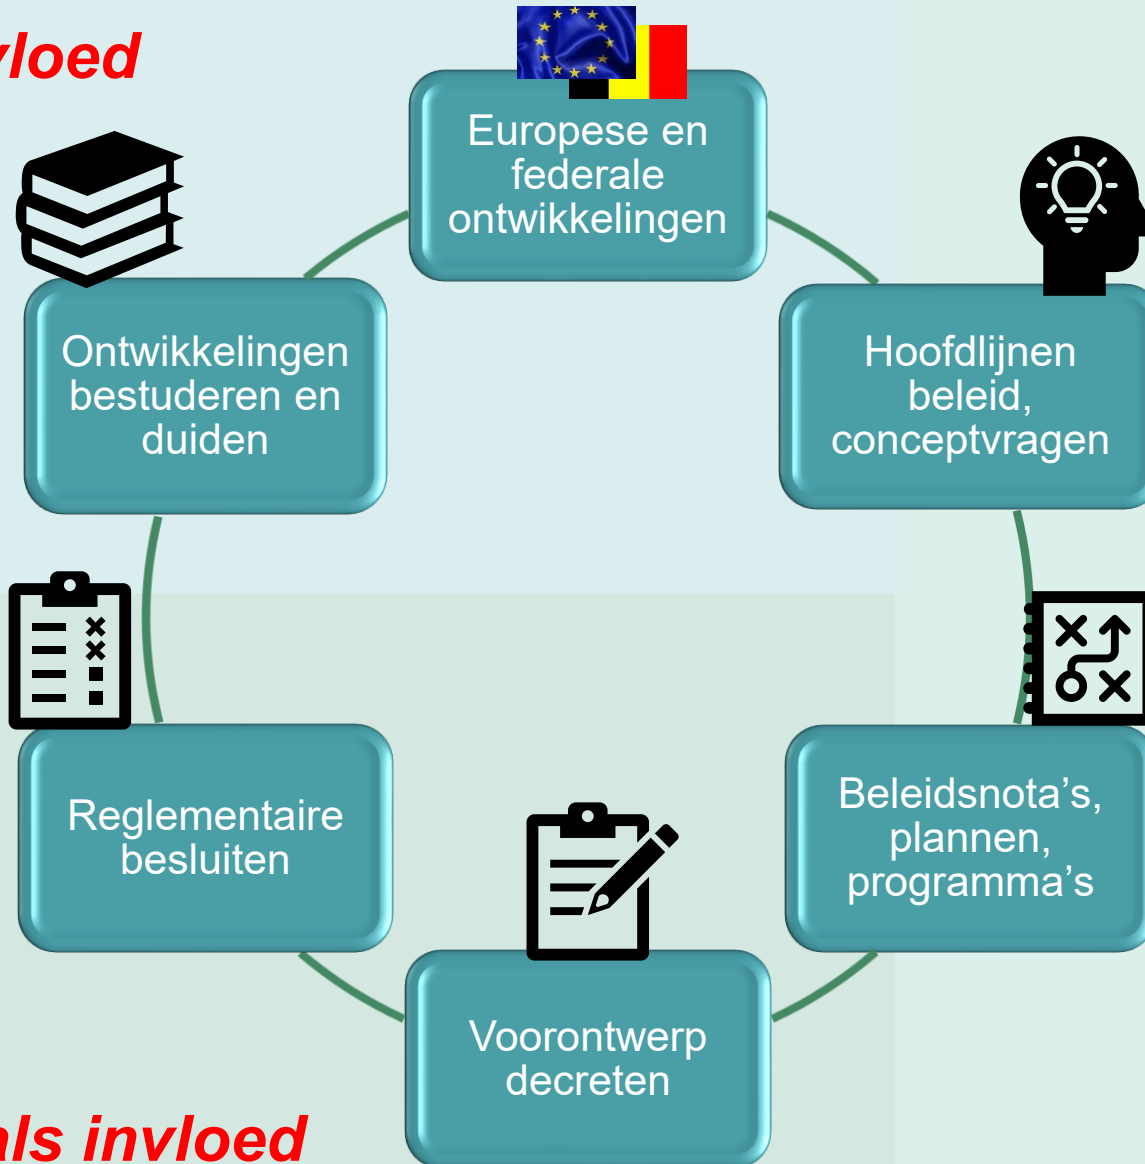 vloed
Europese en
federale
ontwikkelingen
Ontwikkelingen
bestuderen en
duiden
Hoofdlijnen
beleid,
conceptvragen
Reglementaire
besluiten
Beleidsnota’s,
plannen,
programma’s
Voorontwerp
decreten
als invloed